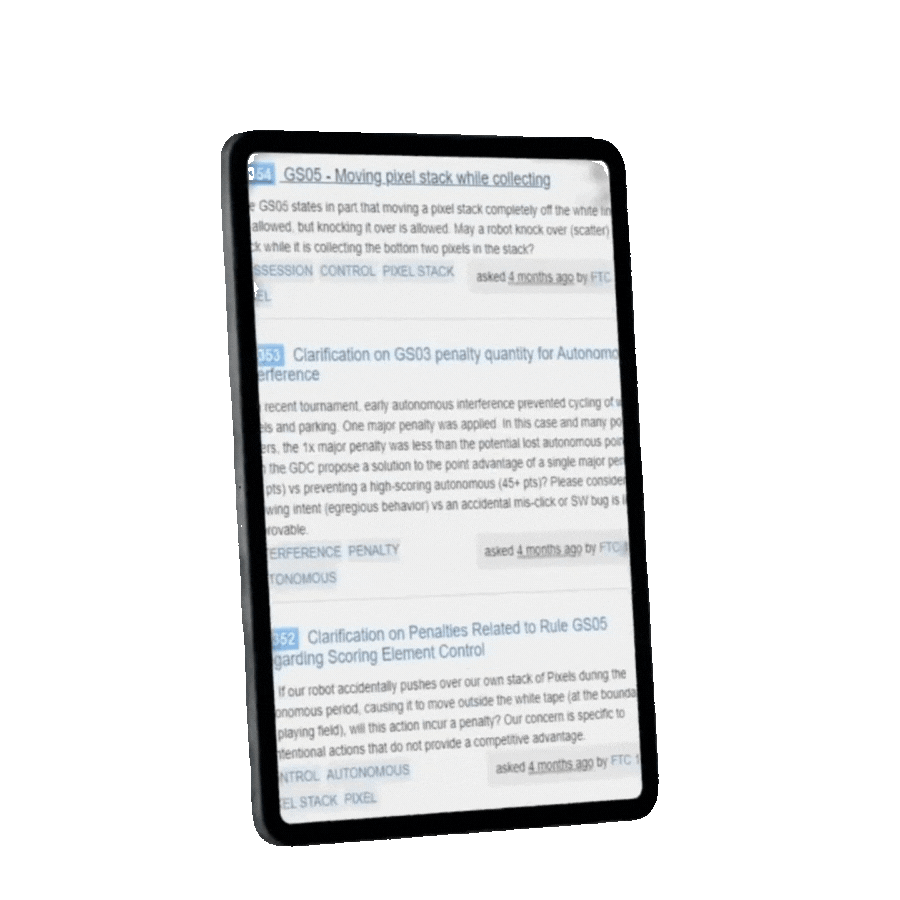 354 GS05 - Moving pixel stack while collecting
GS05 states in part that moving a pixel stack completely off the white
allowed, but knocking it over is allowed. May a robot knock over (scatter)
while it is collecting the bottom two pixels in the stack?
SSESSION CONTROL PIXEL STACK
asked 4 months ago by FTC
EL
353 Clarification on GS03 penalty quantity for Autonomo
erference
recent tournament, early autonomous interference prevented cycling of
els and parking. One major penalty was applied. In this case and many po
ers, the 1x major penalty was less than the potential lost autonomous poin
the GDC propose a solution to the point advantage of a single major pen
pts) vs preventing a high-scoring autonomous (45+ pts)? Please consider
wing intent (egregious behavior) vs an accidental mis-click or SW bug is
rovable.
ERFERENCE PENALTY
asked 4 months ago by FTC
TONOMOUS
352 Clarification on Penalties Related to Rule GS05
garding Scoring Element Control
If our robot accidentally pushes over our own stack of Pixels during the
onomous period, causing it to move outside the white tape (at the bounda
playing field), will this action incur a penalty? Our concern is specific to
ntentional actions that do not provide a competitive advantage.
NTROL AUTONOMOUS
asked 4 months ago by FTC 1
EL STACK PIXEL